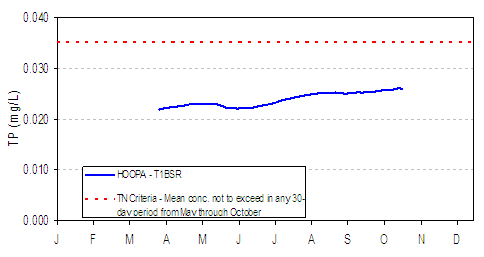 0.040
0.030
0.020
0.010
0.000
TP (mg/L)
HOOPA - T1BSR
TN Criteria - Mean conc. not to exceed in any 30-
day period from May through October
J F M A M J J A S O N D